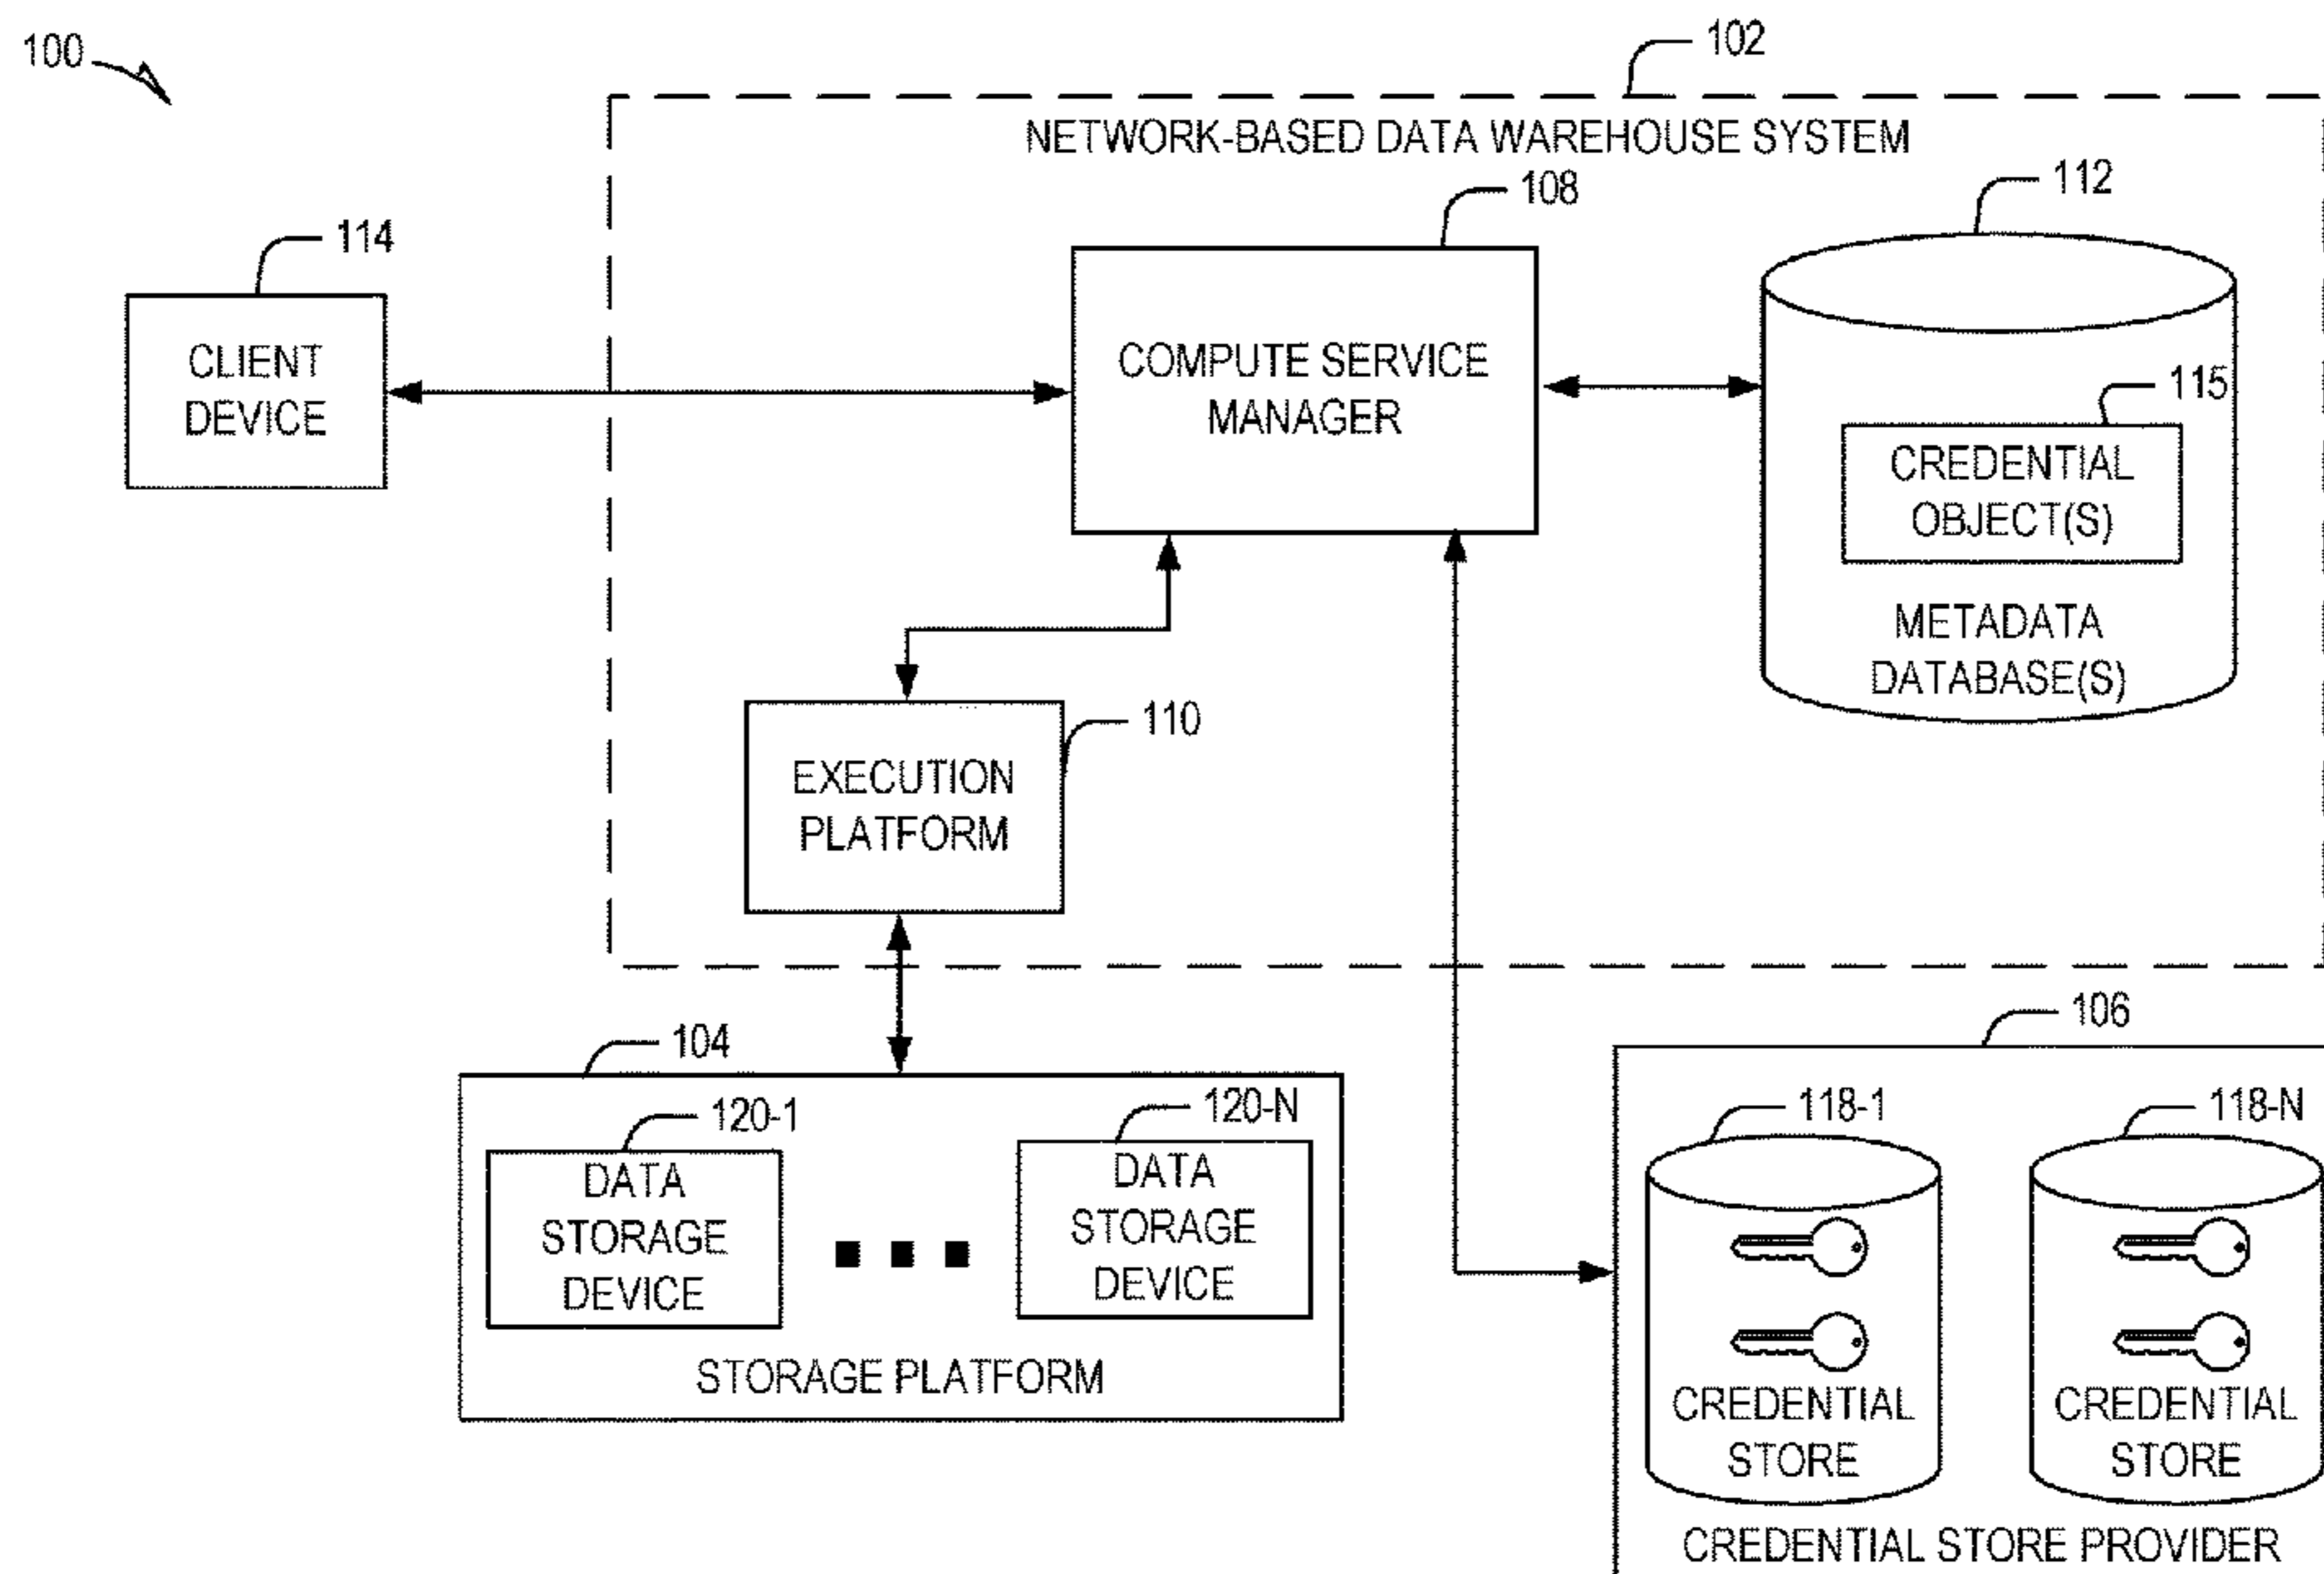 100
102
NETWORK-BASED DATA WAREHOUSE SYSTEM
108
112
114
CLIENT
DEVICE
COMPUTE SERVICE
MANAGER
115
CREDENTIAL
OBJECT(S)
METADATA
DATABASE(S)
110
EXECUTION
PLATFORM
104
120-1
DATA
STORAGE
DEVICE
120-N
DATA
STORAGE
DEVICE
STORAGE PLATFORM
106
118-1
CREDENTIAL
STORE
118-N
CREDENTIAL
STORE
CREDENTIAL STORE PROVIDER